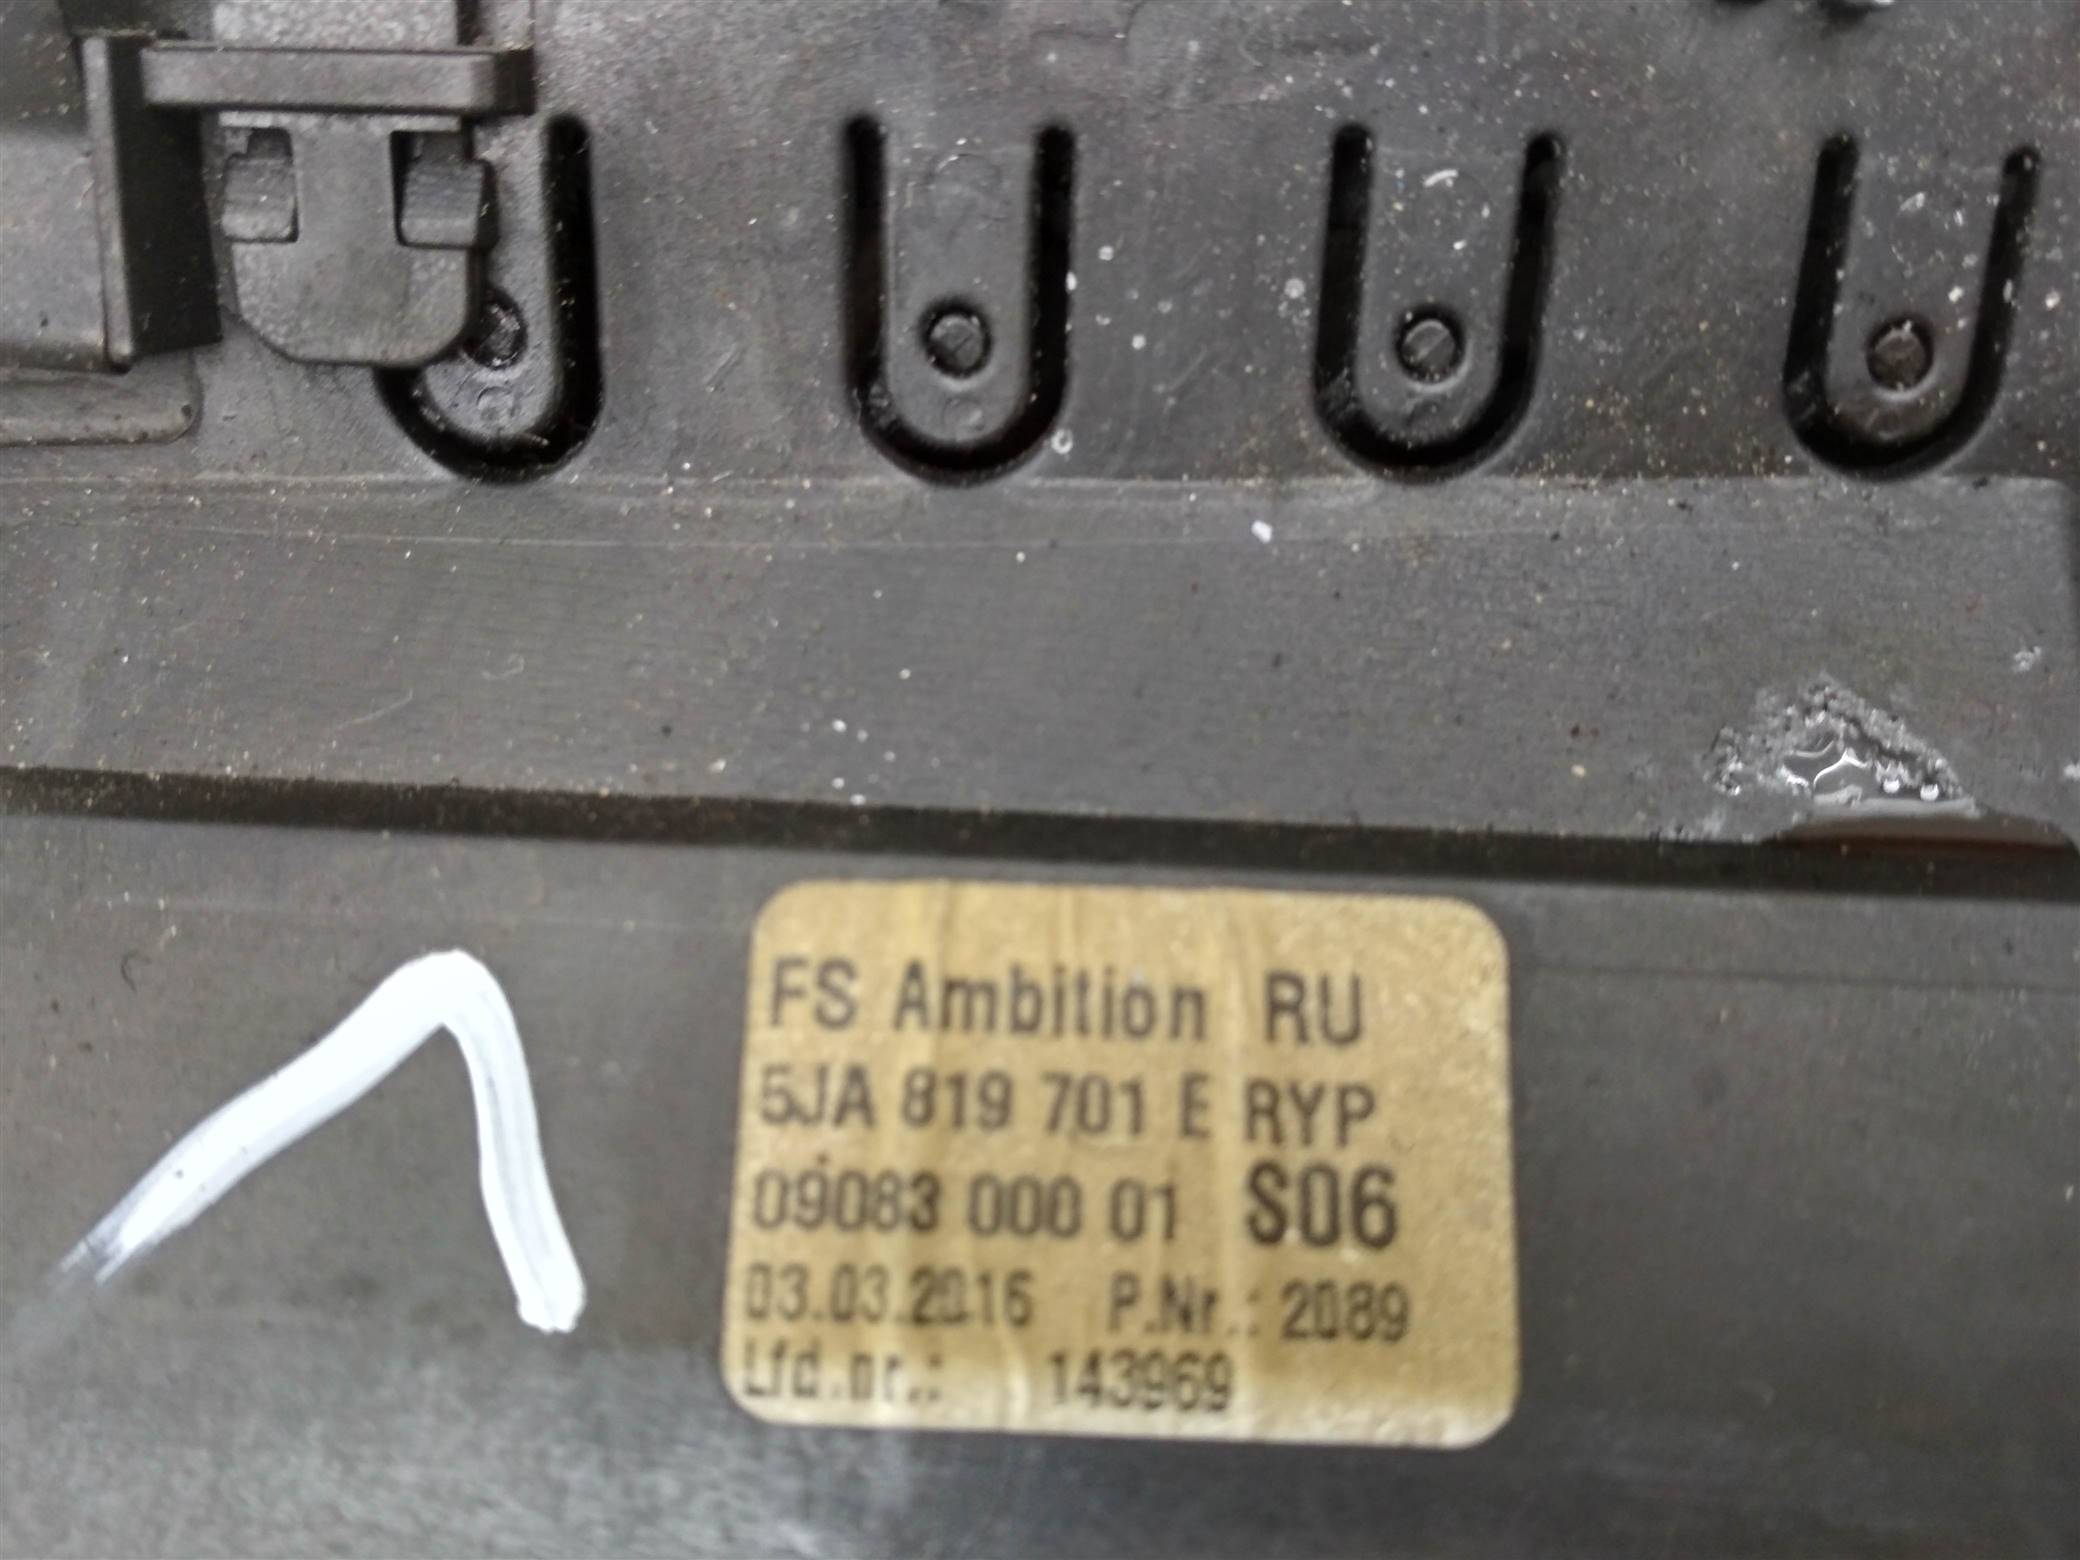 FS Ambition RU
5JA 819 701 E RYP
09083 000 01 S06
03.03.2016 P.Nr.: 2089
Lfd.nr.: 143969